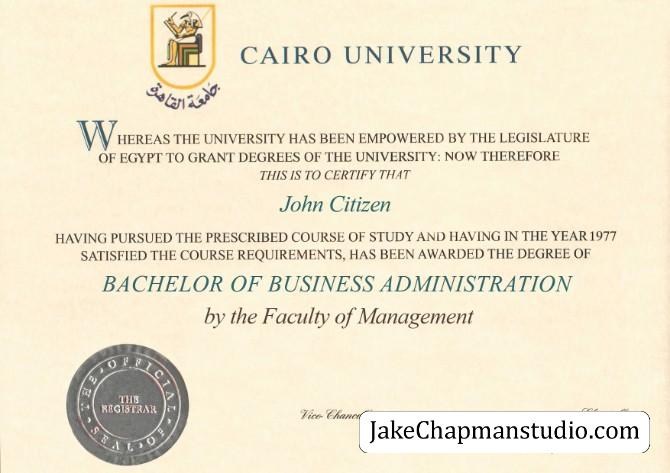 CAIRO UNIVERSITY
جامعة القاهرة
WHEREAS THE UNIVERSITY HAS BEEN EMPOWERED BY THE LEGISLATURE
OF EGYPT TO GRANT DEGREES OF THE UNIVERSITY: NOW THEREFORE
THIS IS TO CERTIFY THAT
John Citizen
HAVING PURSUED THE PRESCRIBED COURSE OF STUDY AND HAVING IN THE YEAR 1977
SATISFIED THE COURSE REQUIREMENTS, HAS BEEN AWARDED THE DEGREE OF
BACHELOR OF BUSINESS ADMINISTRATION
by the Faculty of Management
THE OFFICIAL
THE
REGISTRAR
SEAL OF
Vice
JakeChapmanstudio.com